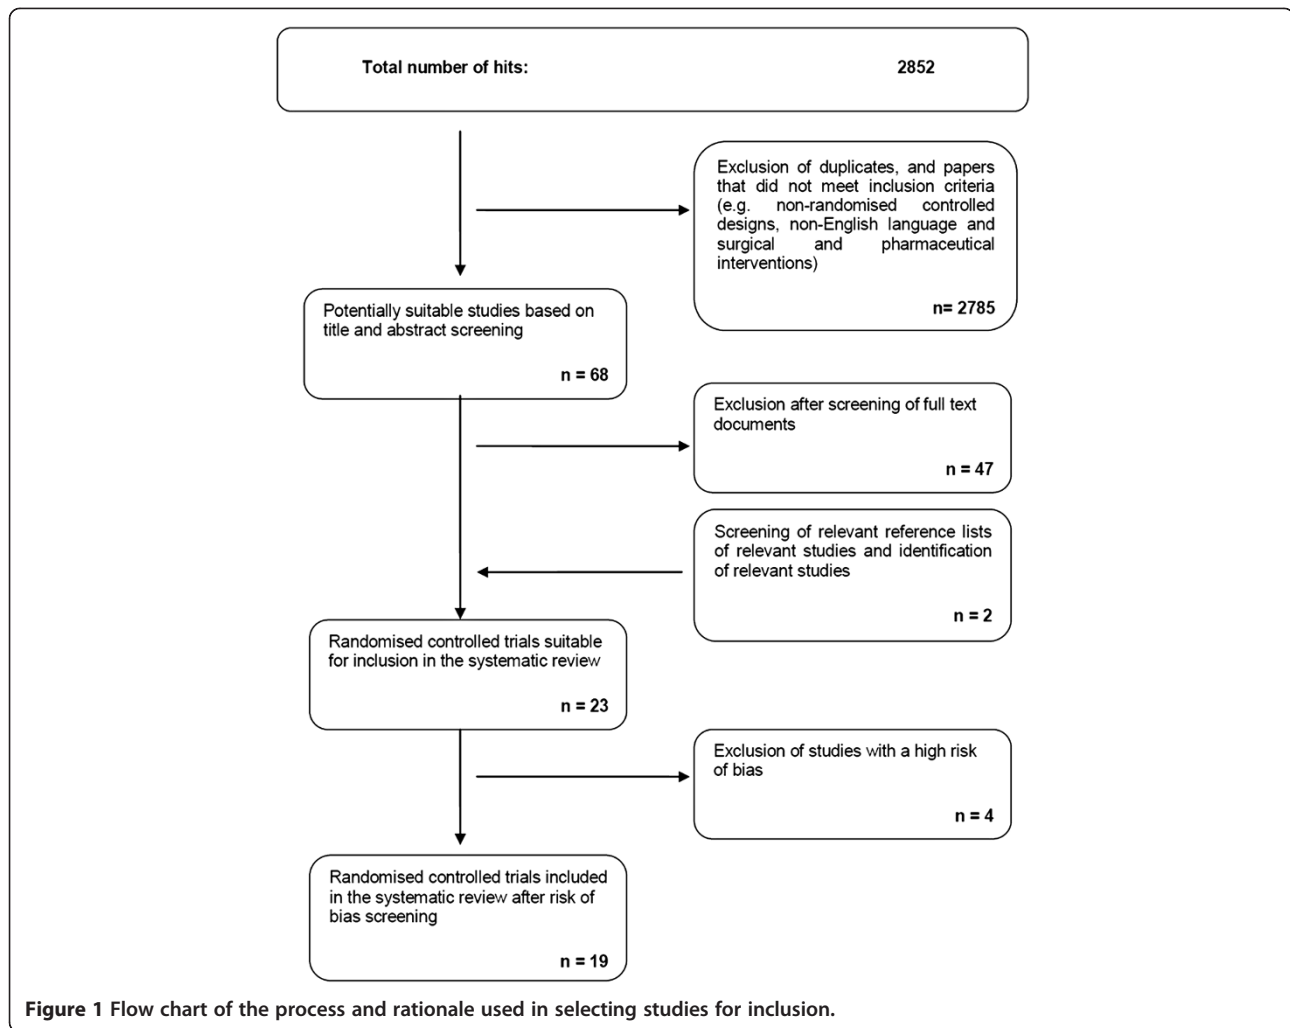 Total number of hits: 2852
Exclusion of duplicates, and papers
that did not meet inclusion criteria
(e.g. non-randomised controlled
designs, non-English language and
surgical and pharmaceutical
interventions)
n= 2785
Potentially suitable studies based on
title and abstract screening
n = 68
Exclusion after screening of full text
documents
n = 47
Screening of relevant reference lists
of relevant studies and identification
of relevant studies
n = 2
Randomised controlled trials suitable
for inclusion in the systematic review
n = 23
Exclusion of studies with a high risk
of bias
n = 4
Randomised controlled trials included
in the systematic review after risk of
bias screening
n = 19
Figure 1 Flow chart of the process and rationale used in selecting studies for inclusion.